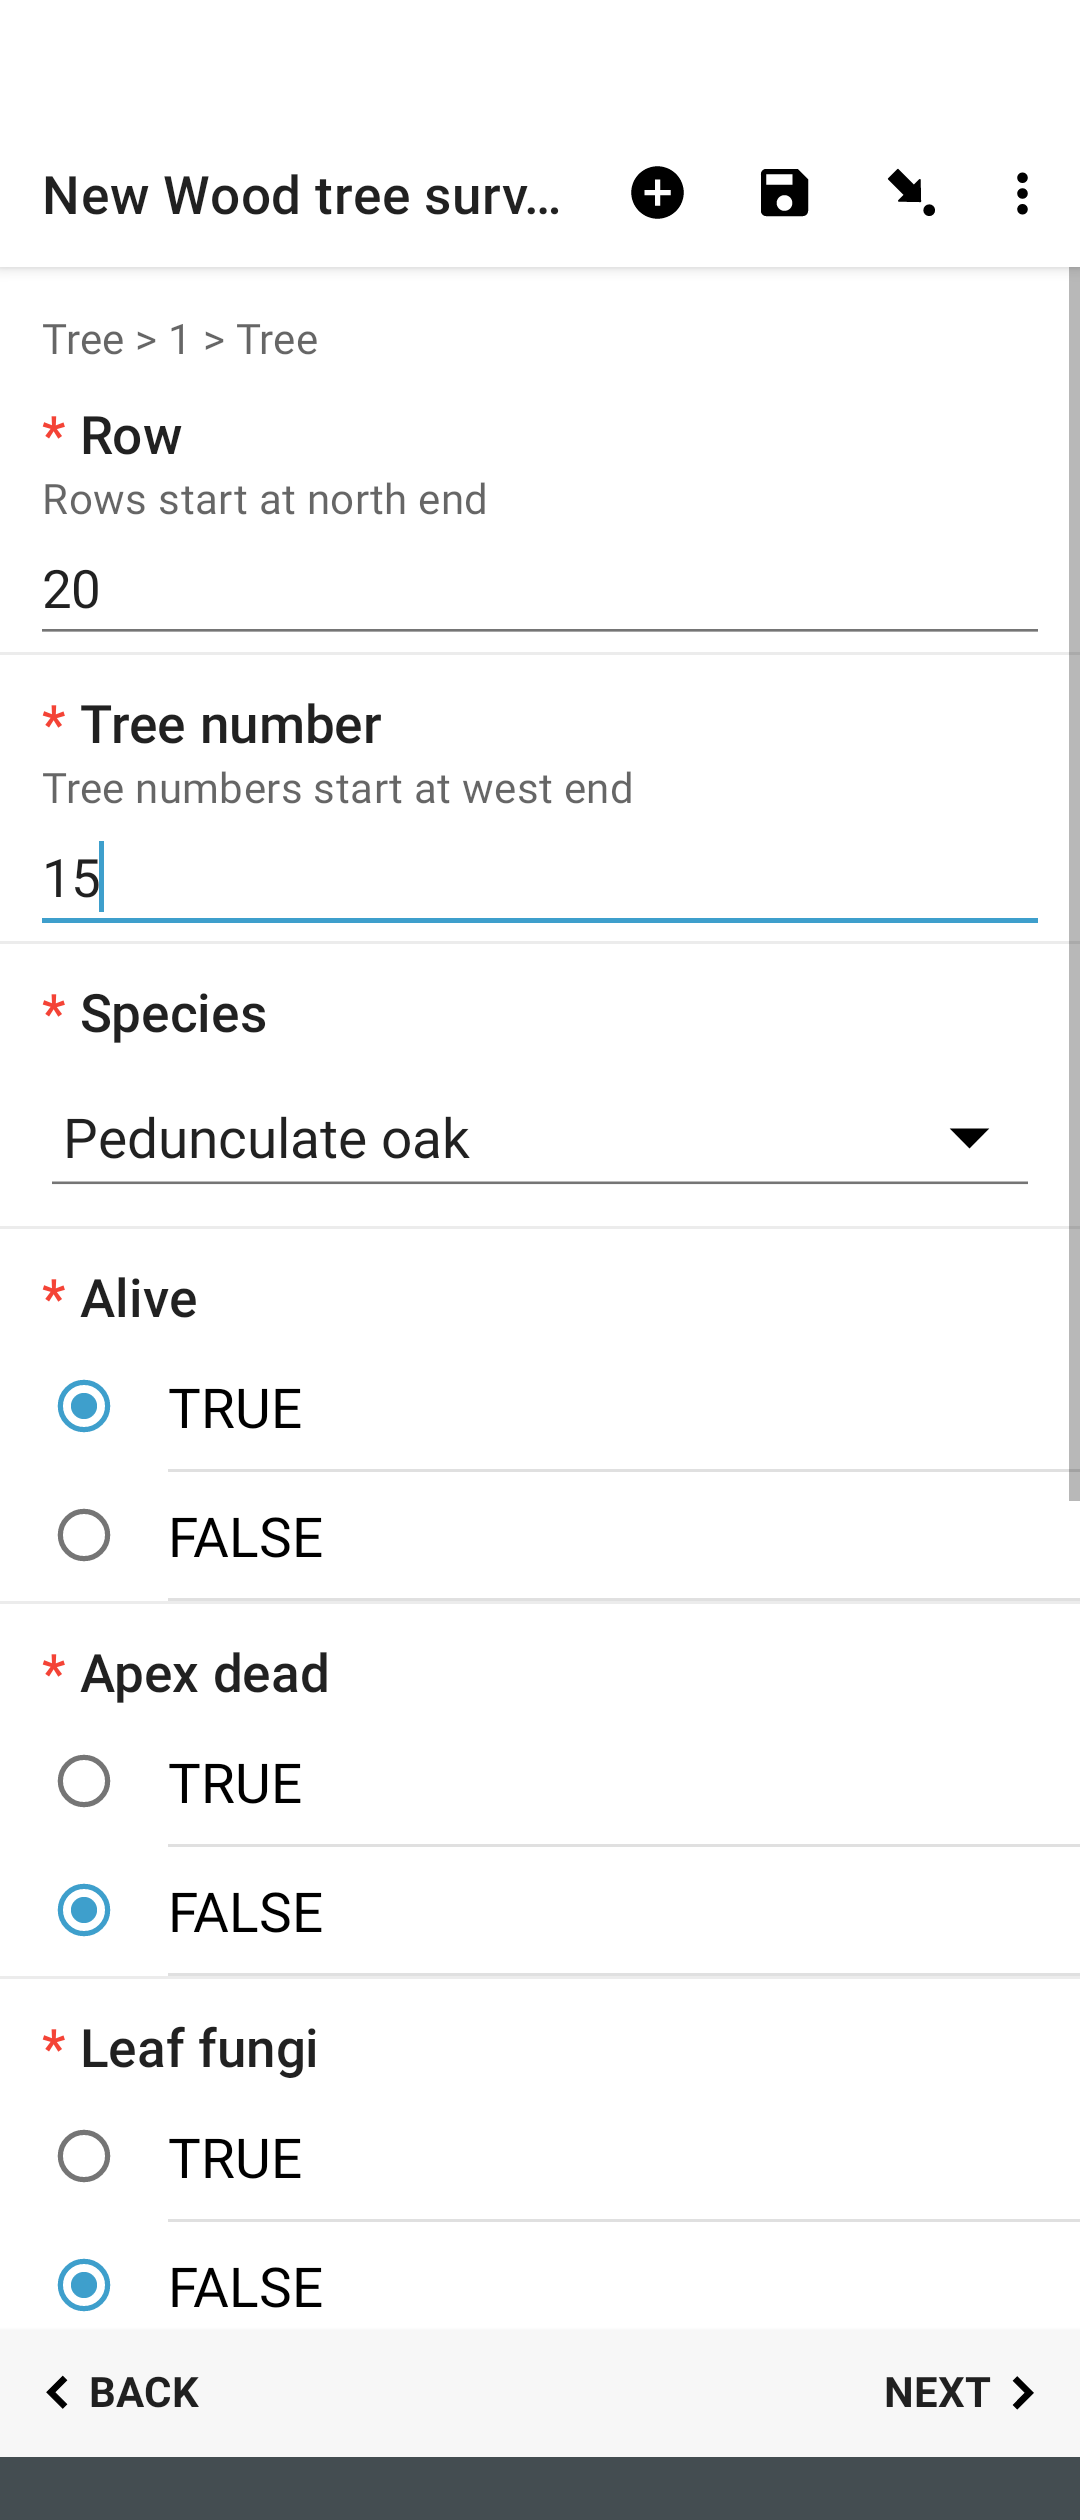 New Wood tree surv...
Tree > 1 > Tree
* Row
Rows start at north end
20
* Tree number
Tree numbers start at west end
15
* Species
Pedunculate oak
* Alive
TRUE
FALSE
* Apex dead
TRUE
FALSE
* Leaf fungi
TRUE
FALSE
BACK
NEXT